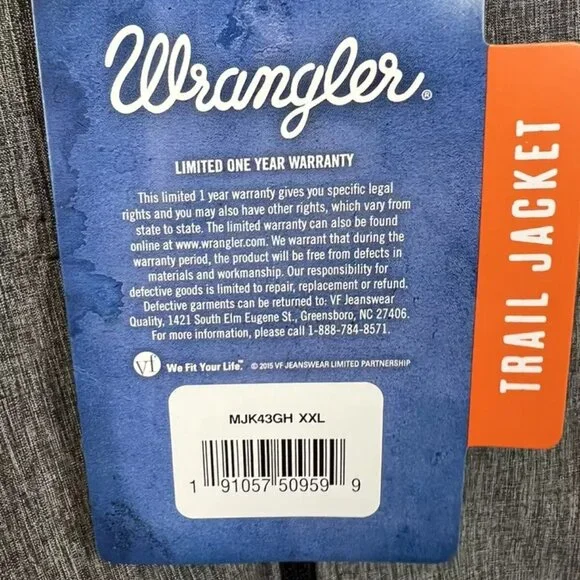 Wrangler®
LIMITED ONE YEAR WARRANTY
This limited 1 year warranty gives you specific legal
rights and you may also have other rights, which vary from
state to state. The limited warranty can also be found
online at www.wrangler.com. We warrant that during the
warranty period, the product will be free from defects in
materials and workmanship. Our responsibility for
defective goods is limited to repair, replacement or refund.
Defective garments can be returned to: VF Jeanswear
Quality, 1421 South Elm Eugene St., Greensboro, NC 27406.
For more information, please call 1-888-784-8571.
vf We Fit Your Life.™ © 2015 VF JEANSWEAR LIMITED PARTNERSHIP
MJK43GH XXL
1 91057 50959 9
TRAIL JACKET